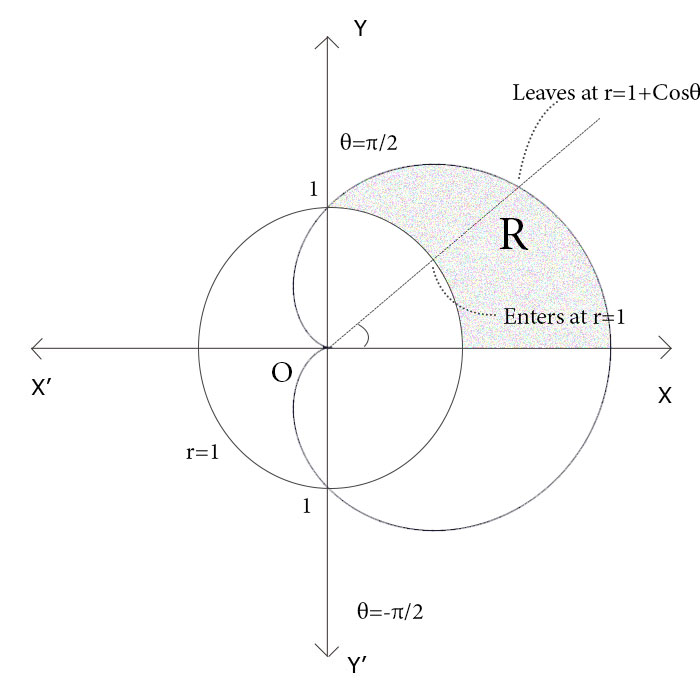 Y
Leaves at r=1+Cosθ
θ=π/2
1
R
Enters at r=1
O
X′
X
r=1
1
θ=-π/2
Y′